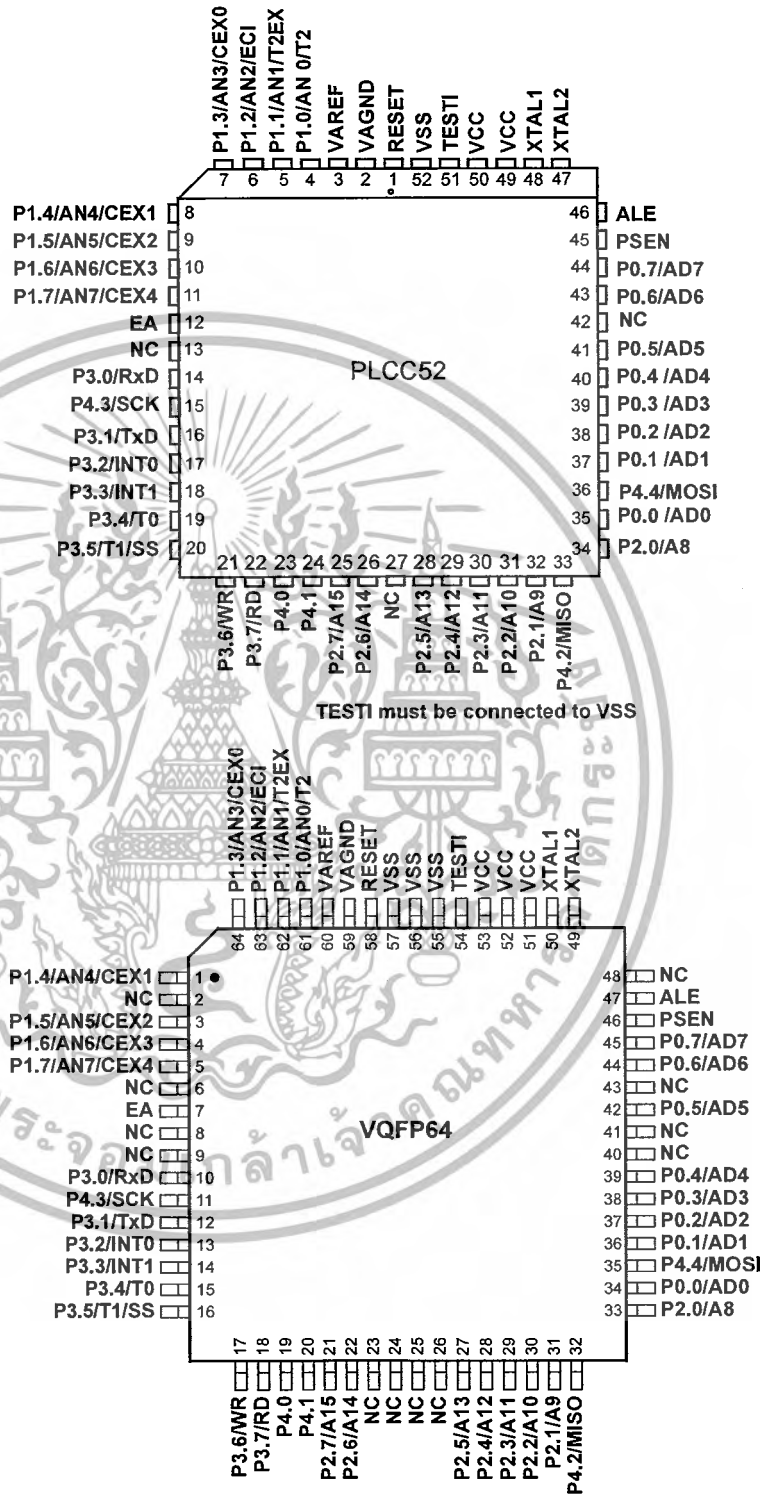 P1.3/AN3/CEX0
P1.2/AN2/ECI
P1.1/AN1/T2EX
P1.0/AN 0/T2
VAREF
VAGND
RESET
VSS
TESTI
VCC
VCC
XTAL1
XTAL2
7 6 5 4 3 2 1 52 51 50 49 48 47
P1.4/AN4/CEX1 8
P1.5/AN5/CEX2 9
P1.6/AN6/CEX3 10
P1.7/AN7/CEX4 11
EA 12
NC 13
P3.0/RxD 14
P4.3/SCK 15
P3.1/TxD 16
P3.2/INT0 17
P3.3/INT1 18
P3.4/T0 19
P3.5/T1/SS 20
PLCC52
46 ALE
45 PSEN
44 P0.7/AD7
43 P0.6/AD6
42 NC
41 P0.5/AD5
40 P0.4 /AD4
39 P0.3 /AD3
38 P0.2 /AD2
37 P0.1 /AD1
36 P4.4/MOSI
35 P0.0 /AD0
34 P2.0/A8
21 22 23 24 25 26 27 28 29 30 31 32 33
P3.6/WR
P3.7/RD
P4.0
P4.1
P2.7/A15
P2.6/A14
NC
P2.5/A13
P2.4/A12
P2.3/A11
P2.2/A10
P2.1/A9
P4.2/MISO
TESTI must be connected to VSS
P1.3/AN3/CEX0
P1.2/AN2/ECI
P1.1/AN1/T2EX
P1.0/AN0/T2
VAREF
VAGND
RESET
VSS
VSS
VSS
TESTI
VCC
VCC
VCC
XTAL1
XTAL2
64 63 62 61 60 59 58 57 56 55 54 53 52 51 50 49
P1.4/AN4/CEX1 1
NC 2
P1.5/AN5/CEX2 3
P1.6/AN6/CEX3 4
P1.7/AN7/CEX4 5
NC 6
EA 7
NC 8
NC 9
P3.0/RxD 10
P4.3/SCK 11
P3.1/TxD 12
P3.2/INT0 13
P3.3/INT1 14
P3.4/T0 15
P3.5/T1/SS 16
VQFP64
48 NC
47 ALE
46 PSEN
45 P0.7/AD7
44 P0.6/AD6
43 NC
42 P0.5/AD5
41 NC
40 NC
39 P0.4/AD4
38 P0.3/AD3
37 P0.2/AD2
36 P0.1/AD1
35 P4.4/MOSI
34 P0.0/AD0
33 P2.0/A8
17 18 19 20 21 22 23 24 25 26 27 28 29 30 31 32
P3.6/WR
P3.7/RD
P4.0
P4.1
P2.7/A15
P2.6/A14
NC
NC
NC
NC
P2.5/A13
P2.4/A12
P2.3/A11
P2.2/A10
P2.1/A9
P4.2/MISO